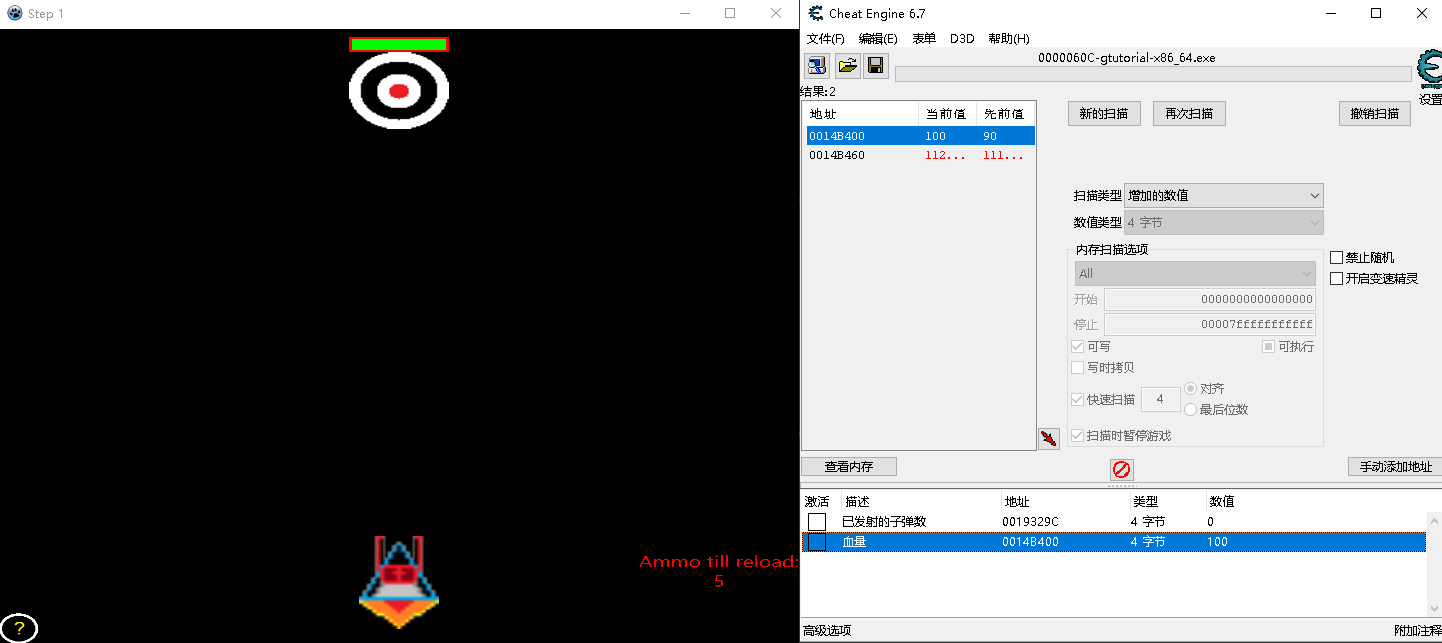 Step 1
Ammo till reload:
5
?
Cheat Engine 6.7
文件(F) 编辑(E) 表单 D3D 帮助(H)
0000060C-gtutorial-x86_64.exe
设置
结果:2
地址 当前值 先前值
0014B400 100 90
0014B460 112... 111...
新的扫描 再次扫描 撤销扫描
扫描类型 增加的数值
数值类型 4 字节
内存扫描选项
All
开始 0000000000000000
停止 00007fffffffffff
可写 可执行
写时拷贝
快速扫描 4 对齐
最后位数
扫描时暂停游戏
禁止随机
开启变速精灵
查看内存 手动添加地址
激活 描述 地址 类型 数值
已发射的子弹数 0019329C 4 字节 0
血量 0014B400 4 字节 100
高级选项 附加注释